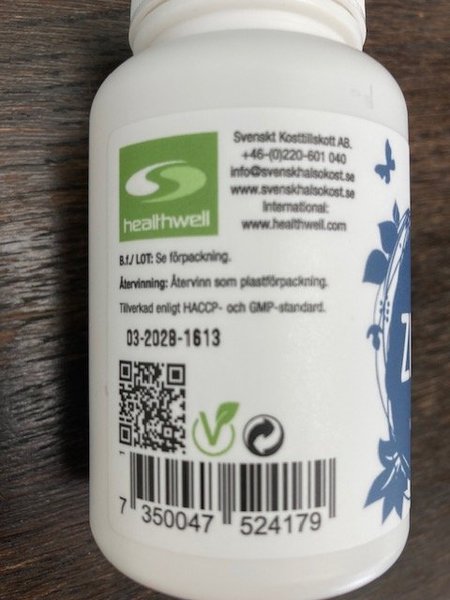 healthwell
Svenskt Kosttillskott AB.
+46-(0)220-601 040
info@svenskhalsokost.se
www.svenskhalsokost.se
International:
www.healthwell.com
B.f./ LOT: Se förpackning.
Återvinning: Återvinn som plastförpackning.
Tillverkad enligt HACCP- och GMP-standard.
03-2028-1613
V
1
7 350047 524179